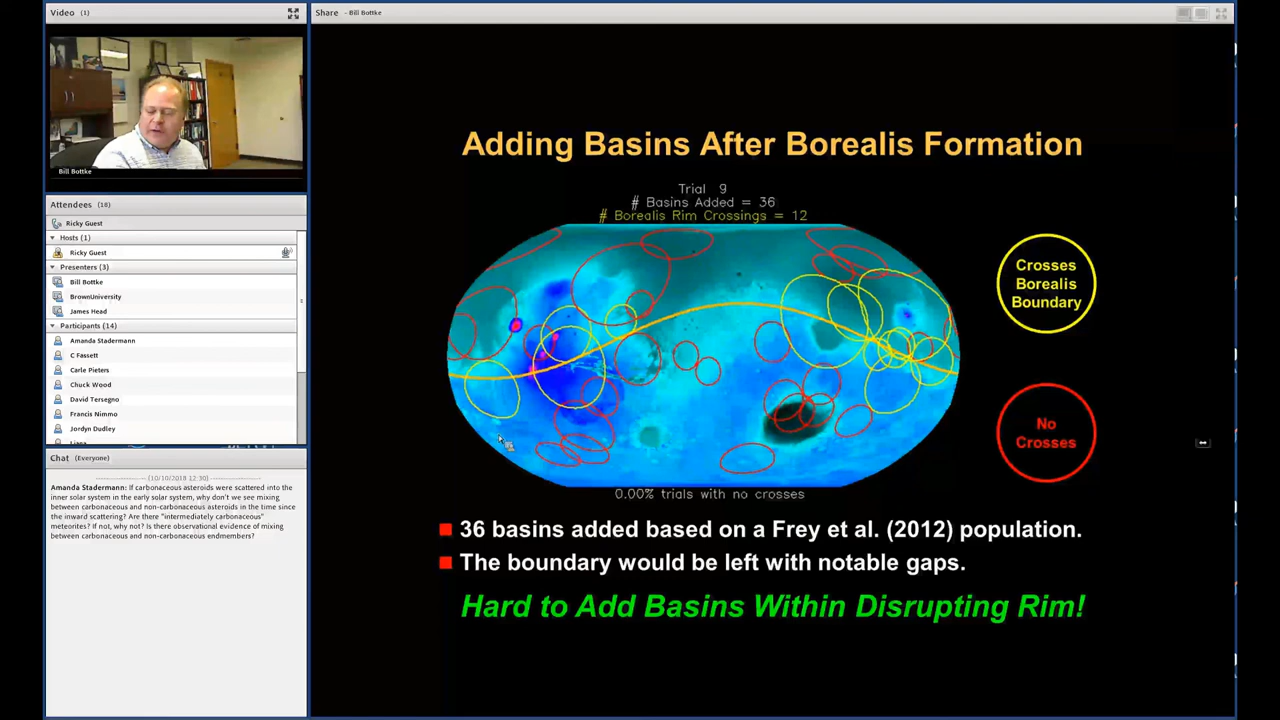 Video (1)
Bill Bottke
Attendees (18)
Ricky Guest
Hosts (1)
Ricky Guest
Presenters (3)
Bill Bottke
BrownUniversity
James Head
Participants (14)
Amanda Stadermann
C Fassett
Carle Pieters
Chuck Wood
David Tersegno
Francis Nimmo
Jordyn Dudley
Chat (Everyone)
(10/10/2018 12:30)
Amanda Stadermann: If carbonaceous asteroids were scattered into
the inner solar system in the early solar system, why don't we see mixing
between carbonaceous and non-carbonaceous asteroids in the time since
the inward scattering? Are there "intermediately carbonaceous"
meteorites? If not, why not? Is there observational evidence of mixing
between carbonaceous and non-carbonaceous endmembers?
Share - Bill Bottke
Adding Basins After Borealis Formation
Trial 9
# Basins Added = 36
# Borealis Rim Crossings = 12
Crosses
Borealis
Boundary
No
Crosses
0.00% trials with no crosses
36 basins added based on a Frey et al. (2012) population.
The boundary would be left with notable gaps.
Hard to Add Basins Within Disrupting Rim!